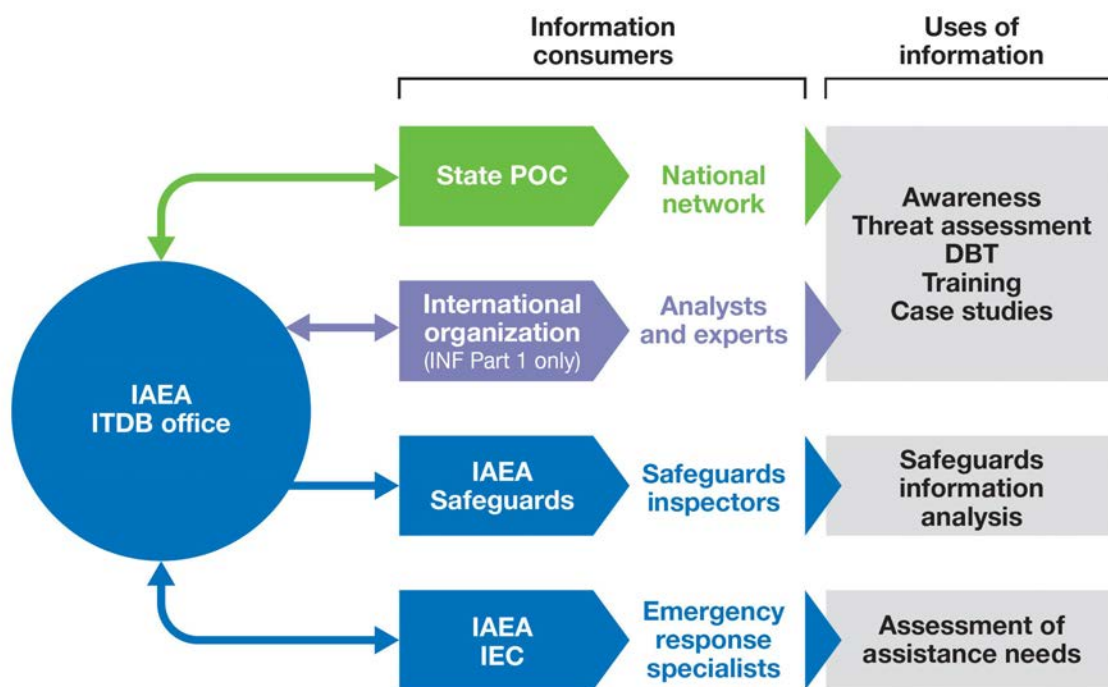 Information
consumers
Uses of
information
State POC
National
network
Awareness
Threat assessment
DBT
Training
Case studies
International
organization
(INF Part 1 only)
Analysts
and experts
IAEA
ITDB office
IAEA
Safeguards
Safeguards
inspectors
Safeguards
information
analysis
IAEA
IEC
Emergency
response
specialists
Assessment of
assistance needs